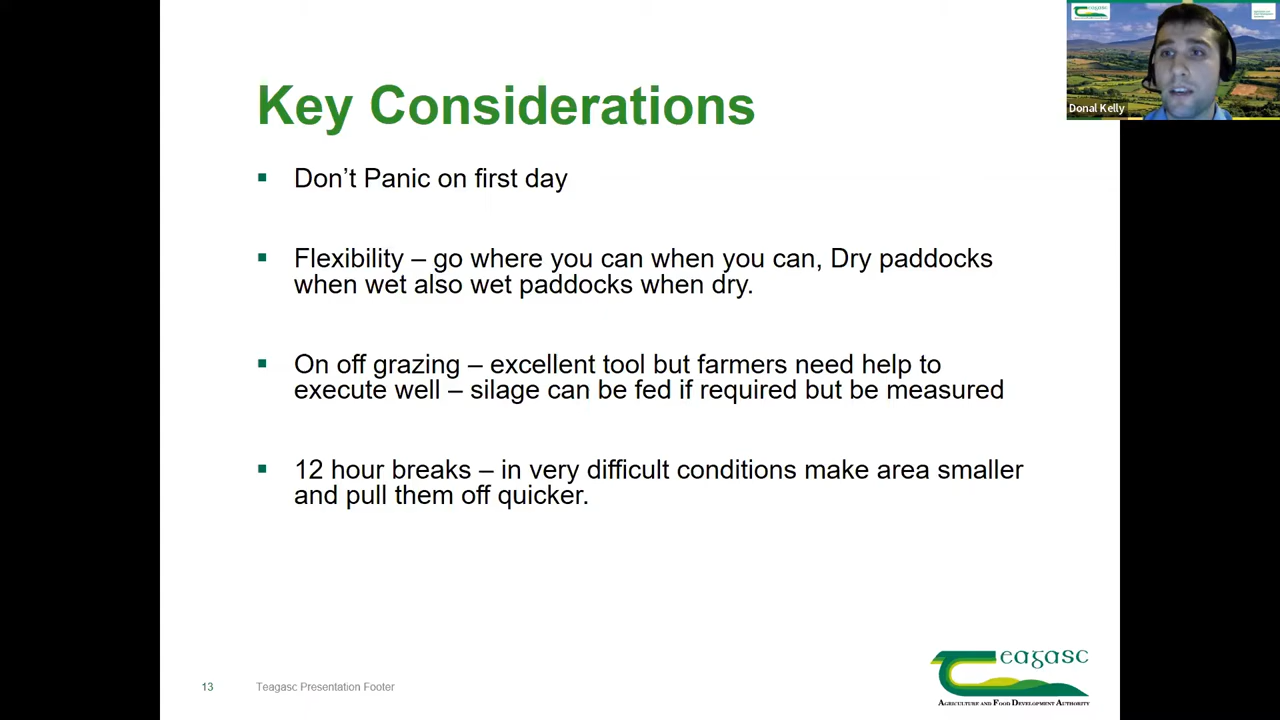 Key Considerations
Don't Panic on first day
Flexibility – go where you can when you can, Dry paddocks
when wet also wet paddocks when dry.
On off grazing – excellent tool but farmers need help to
execute well – silage can be fed if required but be measured
12 hour breaks – in very difficult conditions make area smaller
and pull them off quicker.
13
Teagasc Presentation Footer
eagasc
Agriculture and Food Development Authority
eagasc
Donal Kelly